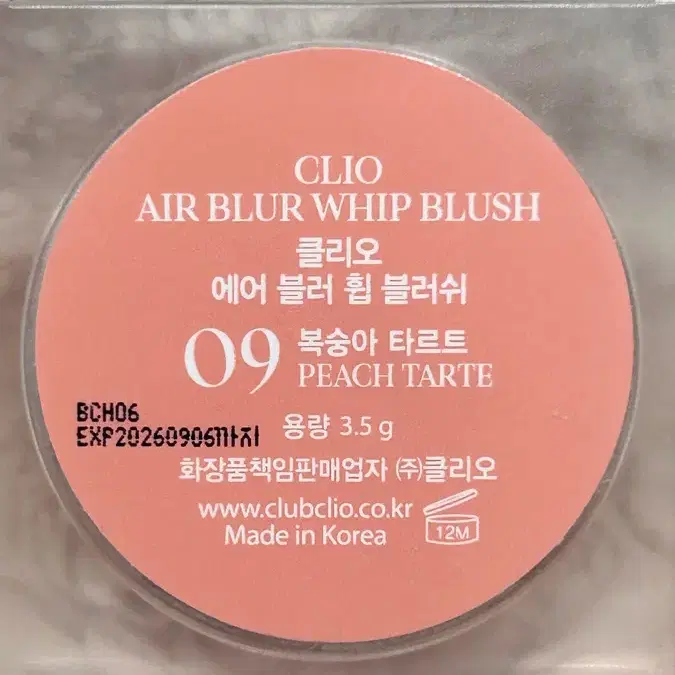 CLIO
AIR BLUR WHIP BLUSH
클리오
에어 블러 휩 블러쉬
09 복숭아 타르트
PEACH TARTE
BCH06
EXP20260906까지
용량 3.5 g
화장품책임판매업자 ㈜클리오
www.clubclio.co.kr
Made in Korea
12M